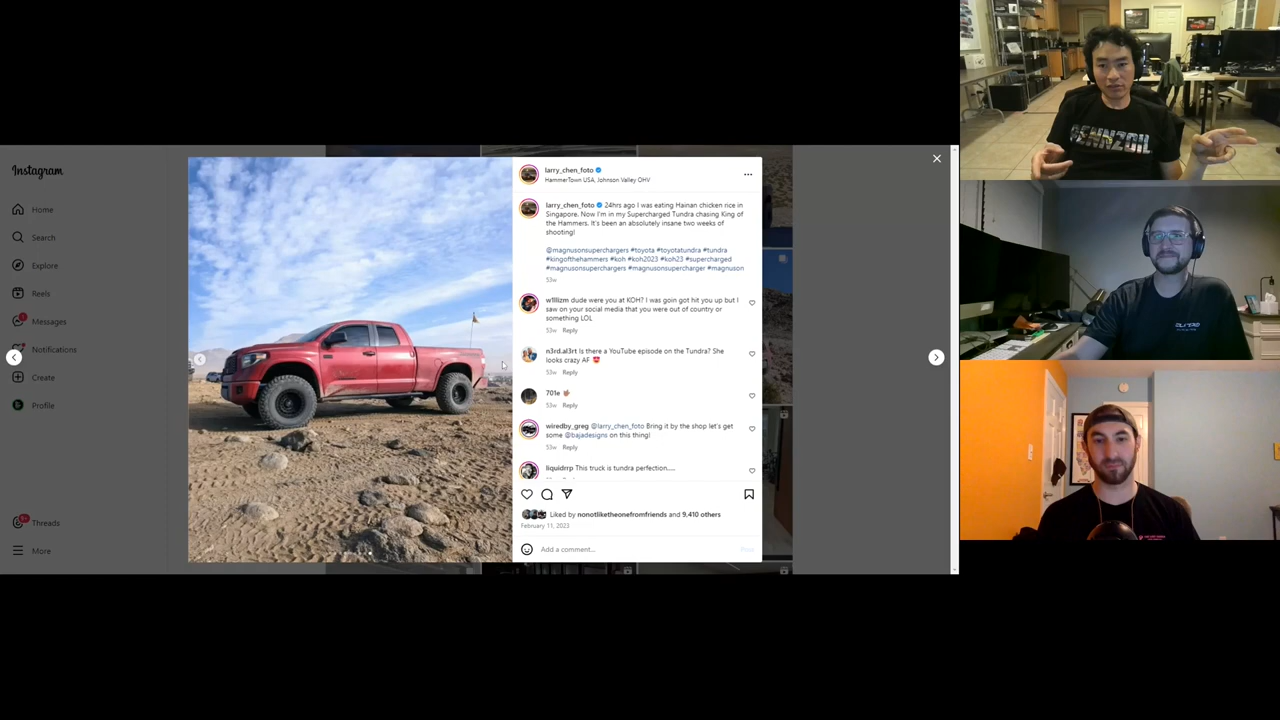 Instagram
Home
Search
Explore
Reels
Messages
Notifications
Create
Profile
Threads
More
larry_chen_foto
HammerTown USA, Johnson Valley OHV
larry_chen_foto 24hrs ago I was eating Hainan chicken rice in
Singapore. Now I'm in my Supercharged Tundra chasing King of
the Hammers. It's been an absolutely insane two weeks of
shooting!
@magnusonsuperchargers #toyota #toyotatundra #tundra
#kingofthehammers #koh #koh2023 #koh23 #supercharged
#magnusonsuperchargers #magnusonsupercharger #magnuson
53w
w1llizm dude were you at KOH? I was goin got hit you up but I
saw on your social media that you were out of country or
something LOL
53w Reply
n3rd.al3rt Is there a YouTube episode on the Tundra? She
looks crazy AF
53w Reply
701e
53w Reply
wiredby_greg @larry_chen_foto Bring it by the shop let's get
some @bajadesigns on this thing!
53w Reply
liquidrrp This truck is tundra perfection.....
Liked by nonotliketheonefromfriends and 9,410 others
February 11, 2023
Add a comment...
Post
PENNZOIL